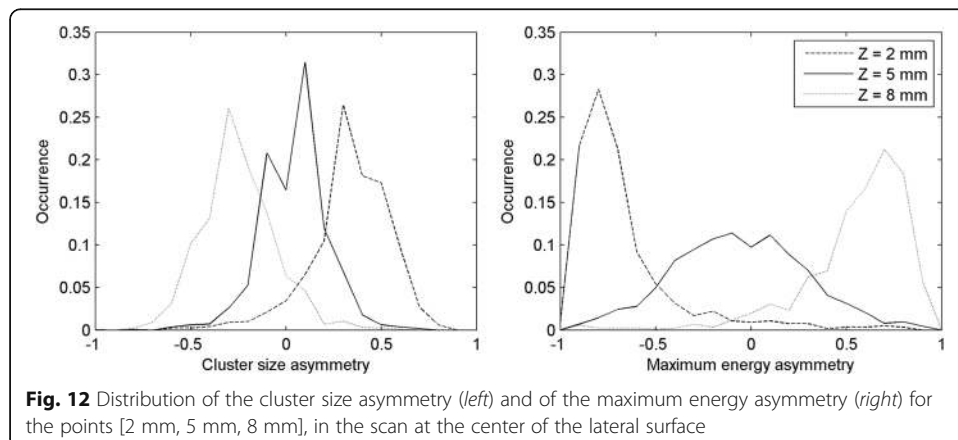 0.35
0.3
0.25
0.2
0.15
0.1
0.05
0
-1 -0.5 0 0.5 1
Occurrence
Cluster size asymmetry
0.35
0.3
0.25
0.2
0.15
0.1
0.05
0
-1 -0.5 0 0.5 1
Occurrence
Maximum energy asymmetry
Z = 2 mm
Z = 5 mm
Z = 8 mm
Fig. 12 Distribution of the cluster size asymmetry (left) and of the maximum energy asymmetry (right) for
the points [2 mm, 5 mm, 8 mm], in the scan at the center of the lateral surface